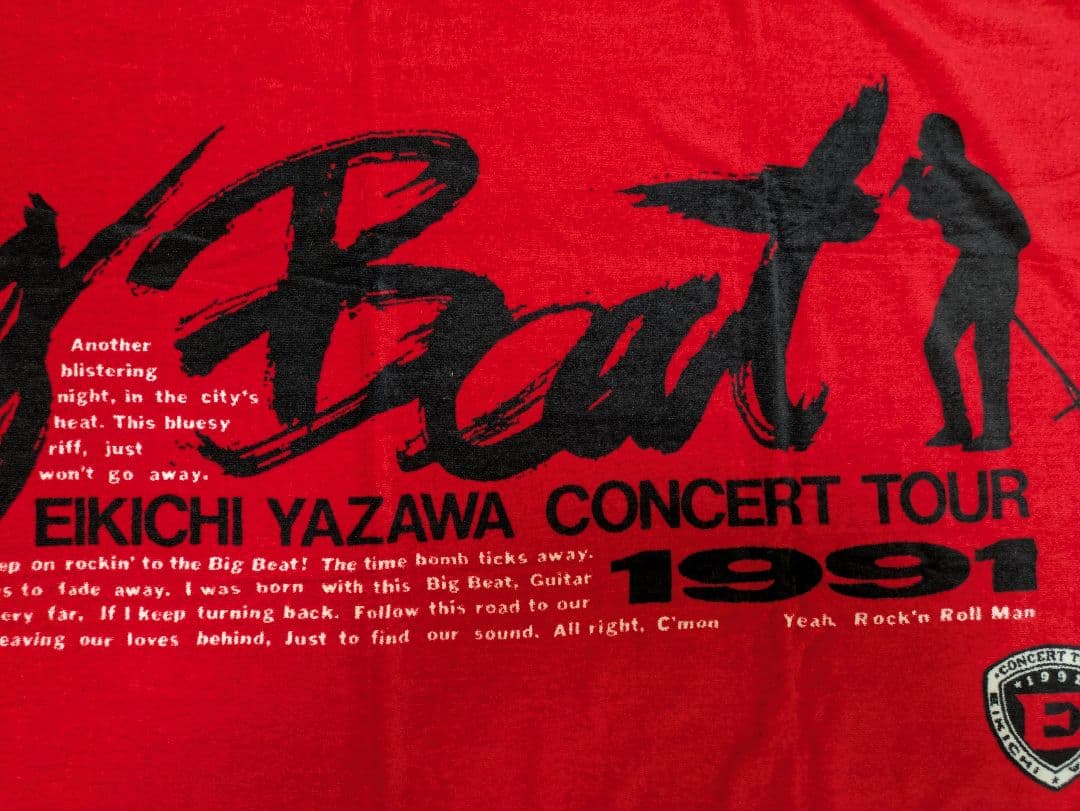 Beat
Another
blistering
night, in the city's
heat. This bluesy
riff, just
won't go away.
EIKICHI YAZAWA CONCERT TOUR
1991
ep on rockin' to the Big Beat! The time bomb ticks away.
s to fade away. I was born with this Big Beat, Guitar
ery far. If I keep turning back. Follow this road to our
eaving our loves behind, Just to find our sound. All right, C'mon
Yeah, Rock'n Roll Man
CONCERT T
1991
E
EIKICHI